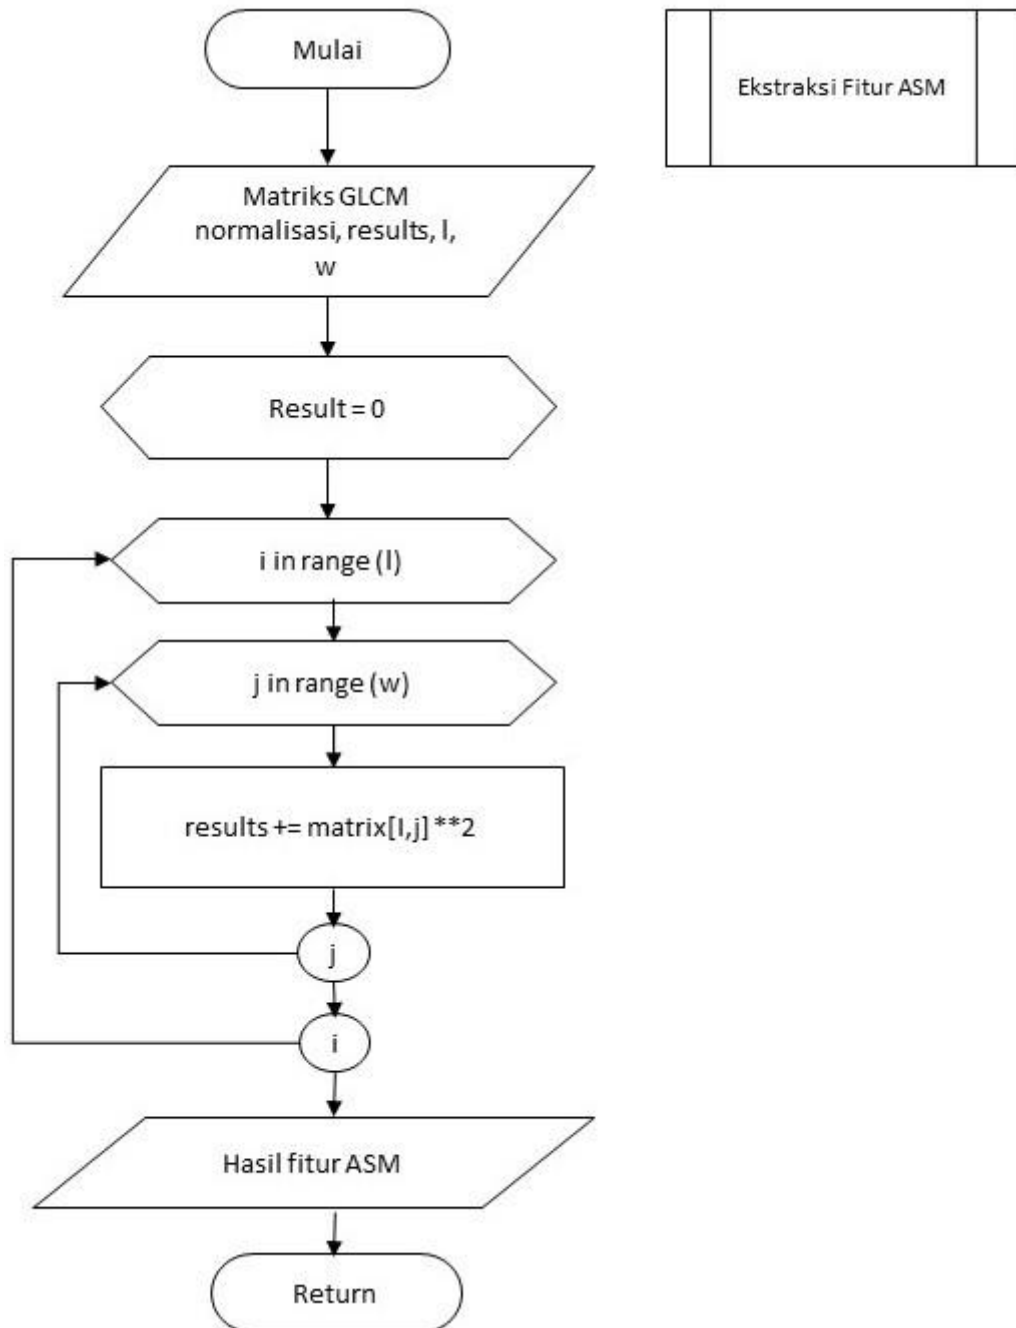 Mulai
Ekstraksi Fitur ASM
Matriks GLCM
normalisasi, results, l,
w
Result = 0
i in range (l)
j in range (w)
results += matrix[I,j] **2
j
i
Hasil fitur ASM
Return